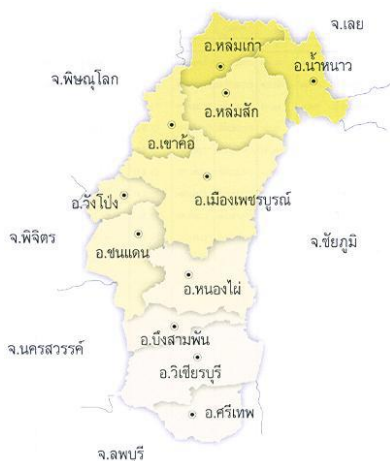 จ.เลย
อ.หล่มเก่า
อ.น้ำหนาว
จ.พิษณุโลก
อ.หล่มสัก
อ.เขาค้อ
อ.วังโป่ง
อ.เมืองเพชรบูรณ์
จ.พิจิตร
จ.ชัยภูมิ
อ.ชนแดน
อ.หนองไผ่
จ.นครสวรรค์
อ.บึงสามพัน
อ.วิเชียรบุรี
อ.ศรีเทพ
จ.ลพบุรี